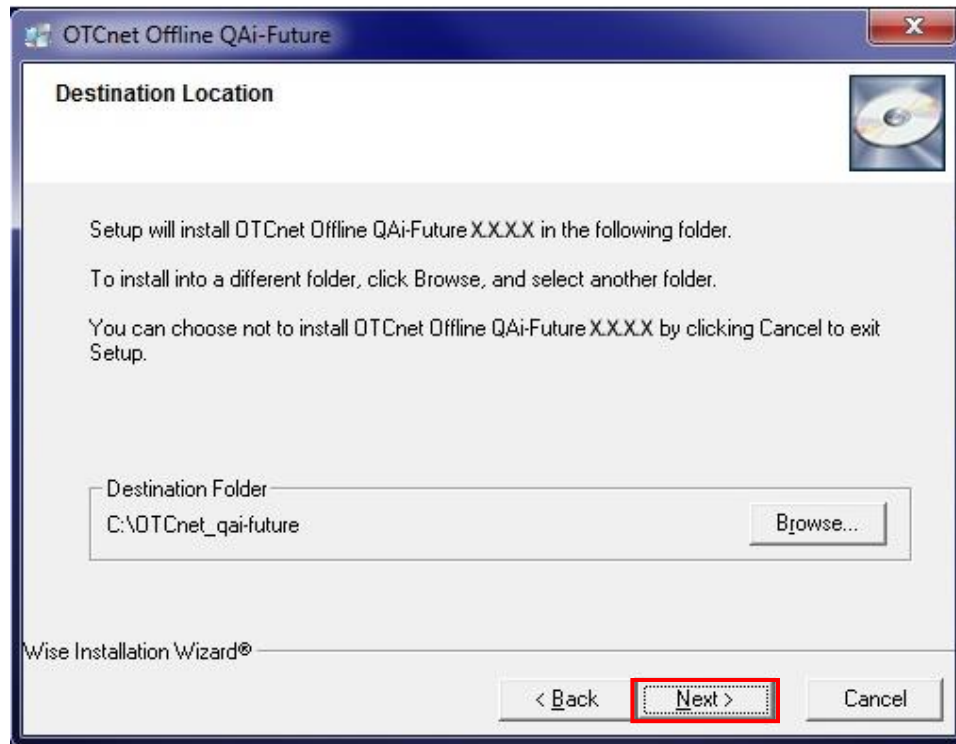 OTCnet Offline QAi-Future
X
Destination Location
Setup will install OTCnet Offline QAi-Future X.X.X.X in the following folder.
To install into a different folder, click Browse, and select another folder.
You can choose not to install OTCnet Offline QAi-Future X.X.X.X by clicking Cancel to exit
Setup.
Destination Folder
C:\OTCnet_qai-future
Browse...
Wise Installation Wizard®
< Back
Next >
Cancel